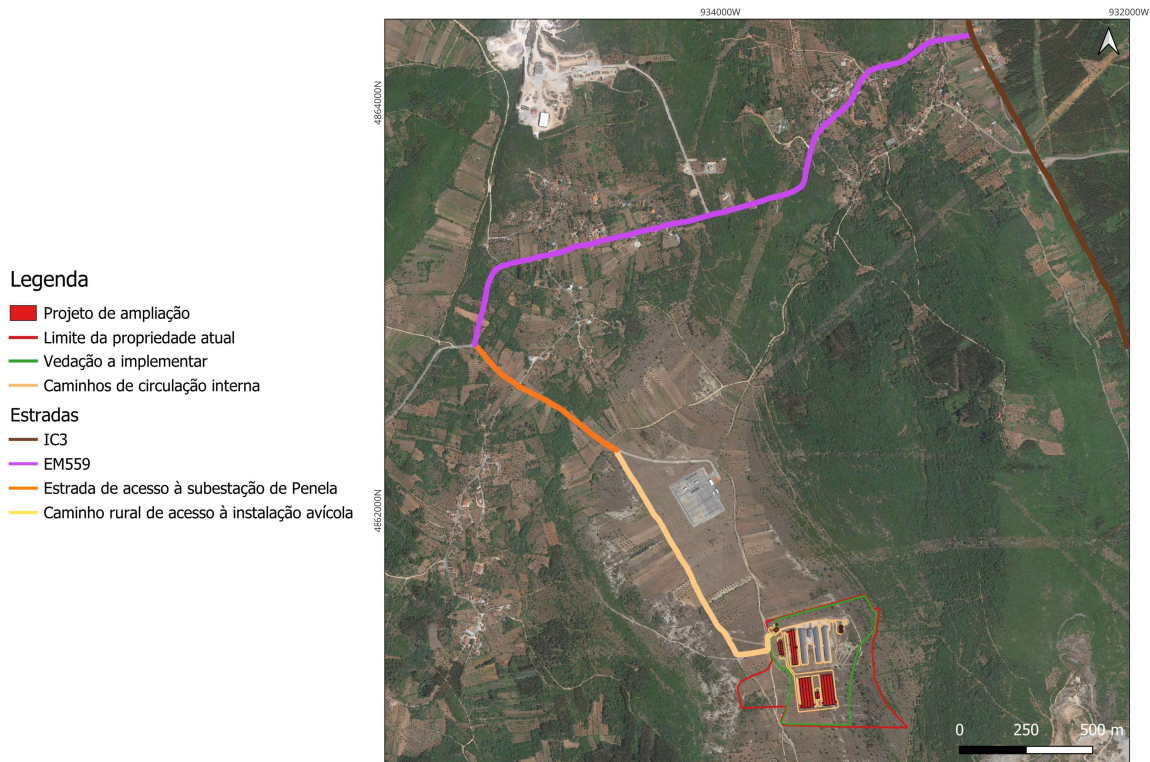 934000W
932000W
4864000N
4862000N
Legenda
Projeto de ampliação
Limite da propriedade atual
Vedação a implementar
Caminhos de circulação interna
Estradas
IC3
EM559
Estrada de acesso à subestação de Penela
Caminho rural de acesso à instalação avícola
0 250 500 m